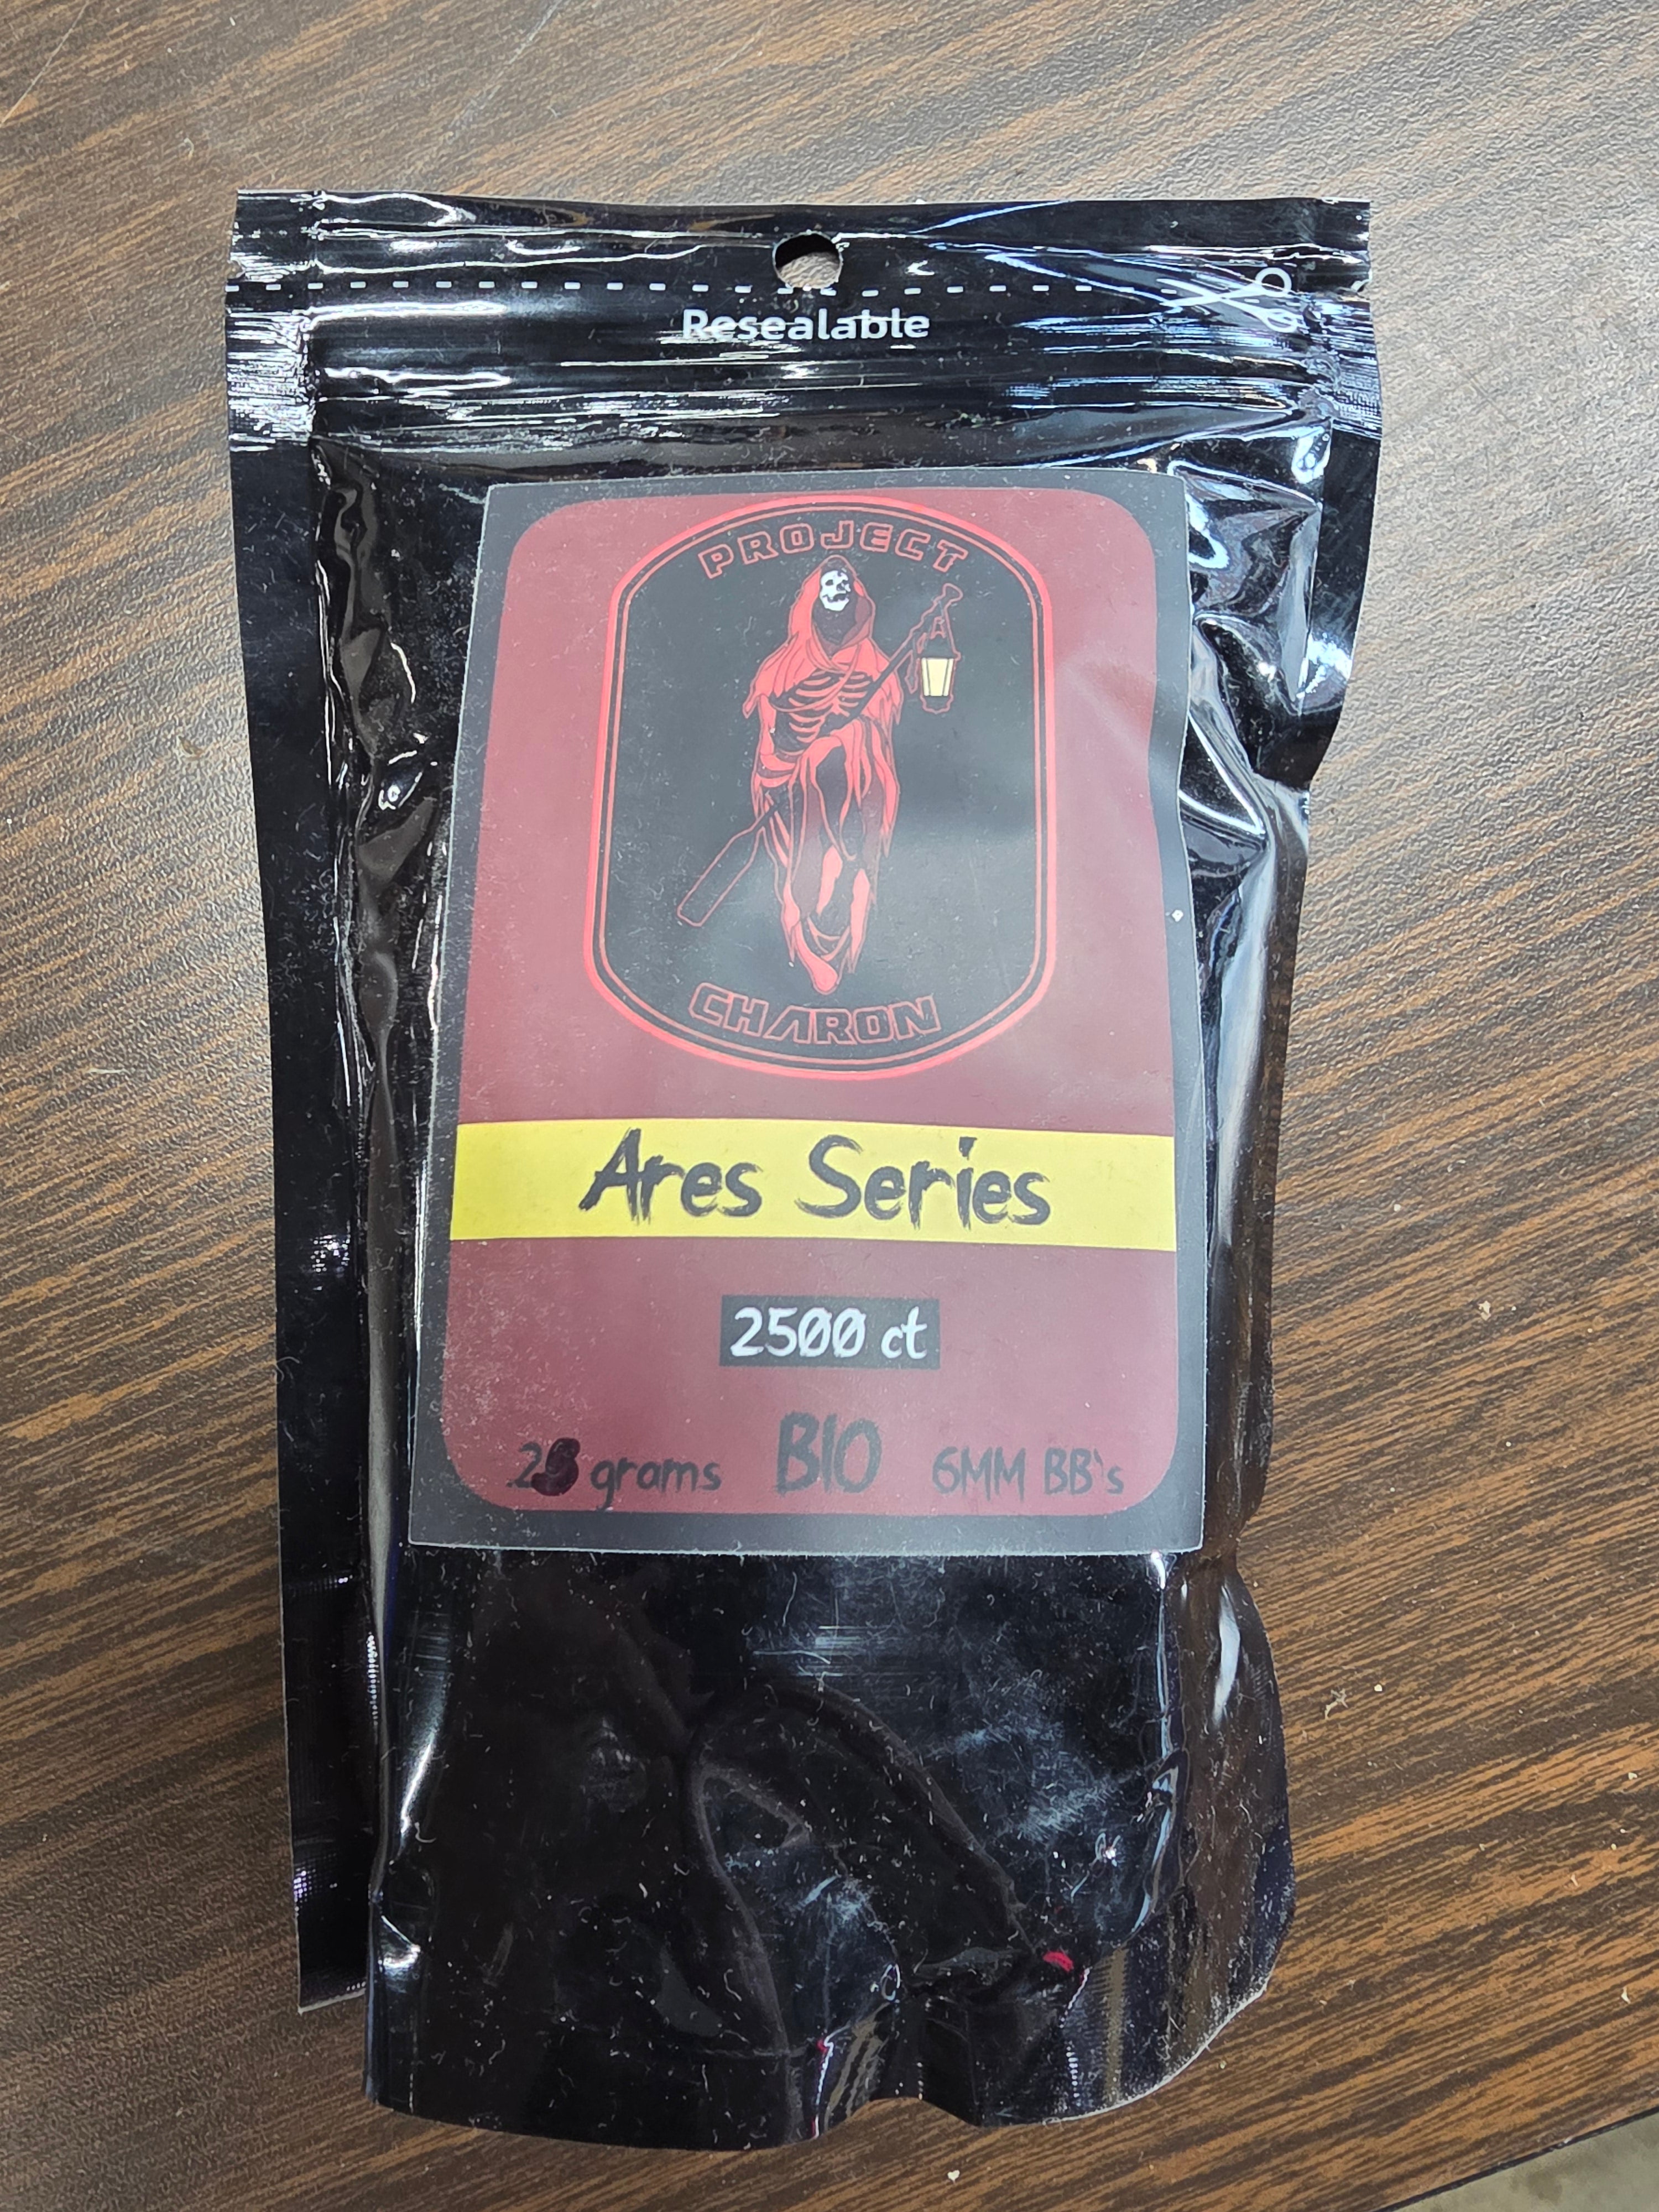 Resealable
PROJECT
CHARON
Ares Series
2500 ct
grams BIO 6MM BB's